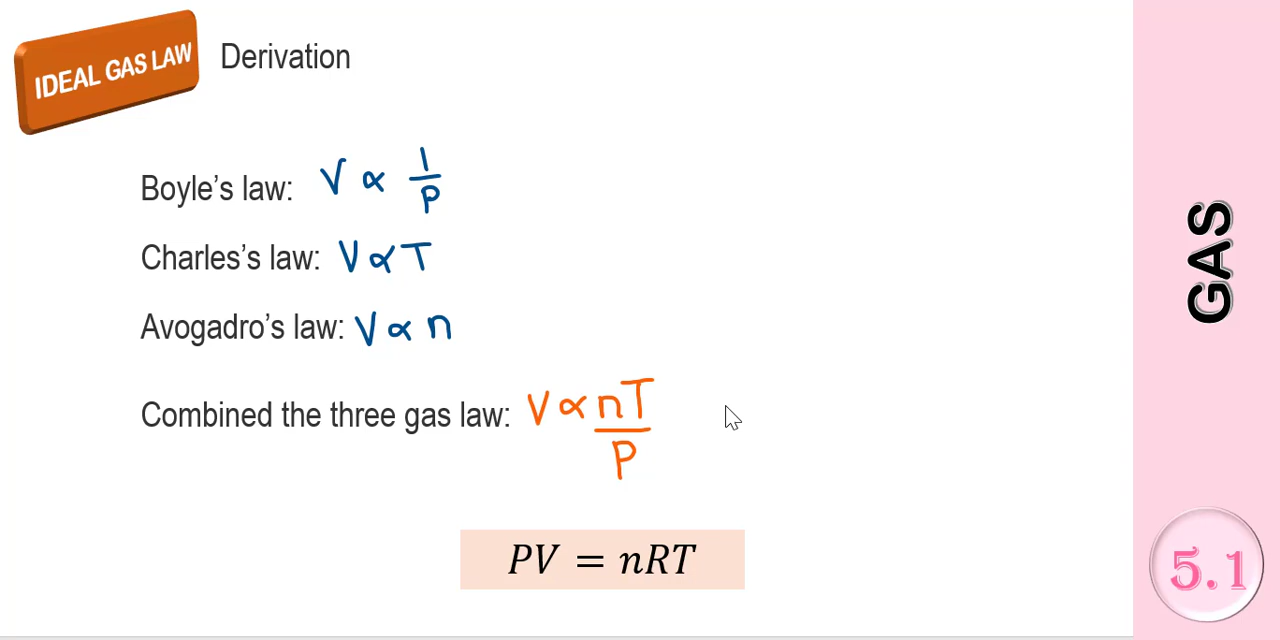 IDEAL GAS LAW Derivation
Boyle's law: V ∝ 1/P
Charles's law: V ∝ T
Avogadro's law: V ∝ n
Combined the three gas law: V ∝ nT/P
PV = nRT
GAS
5.1